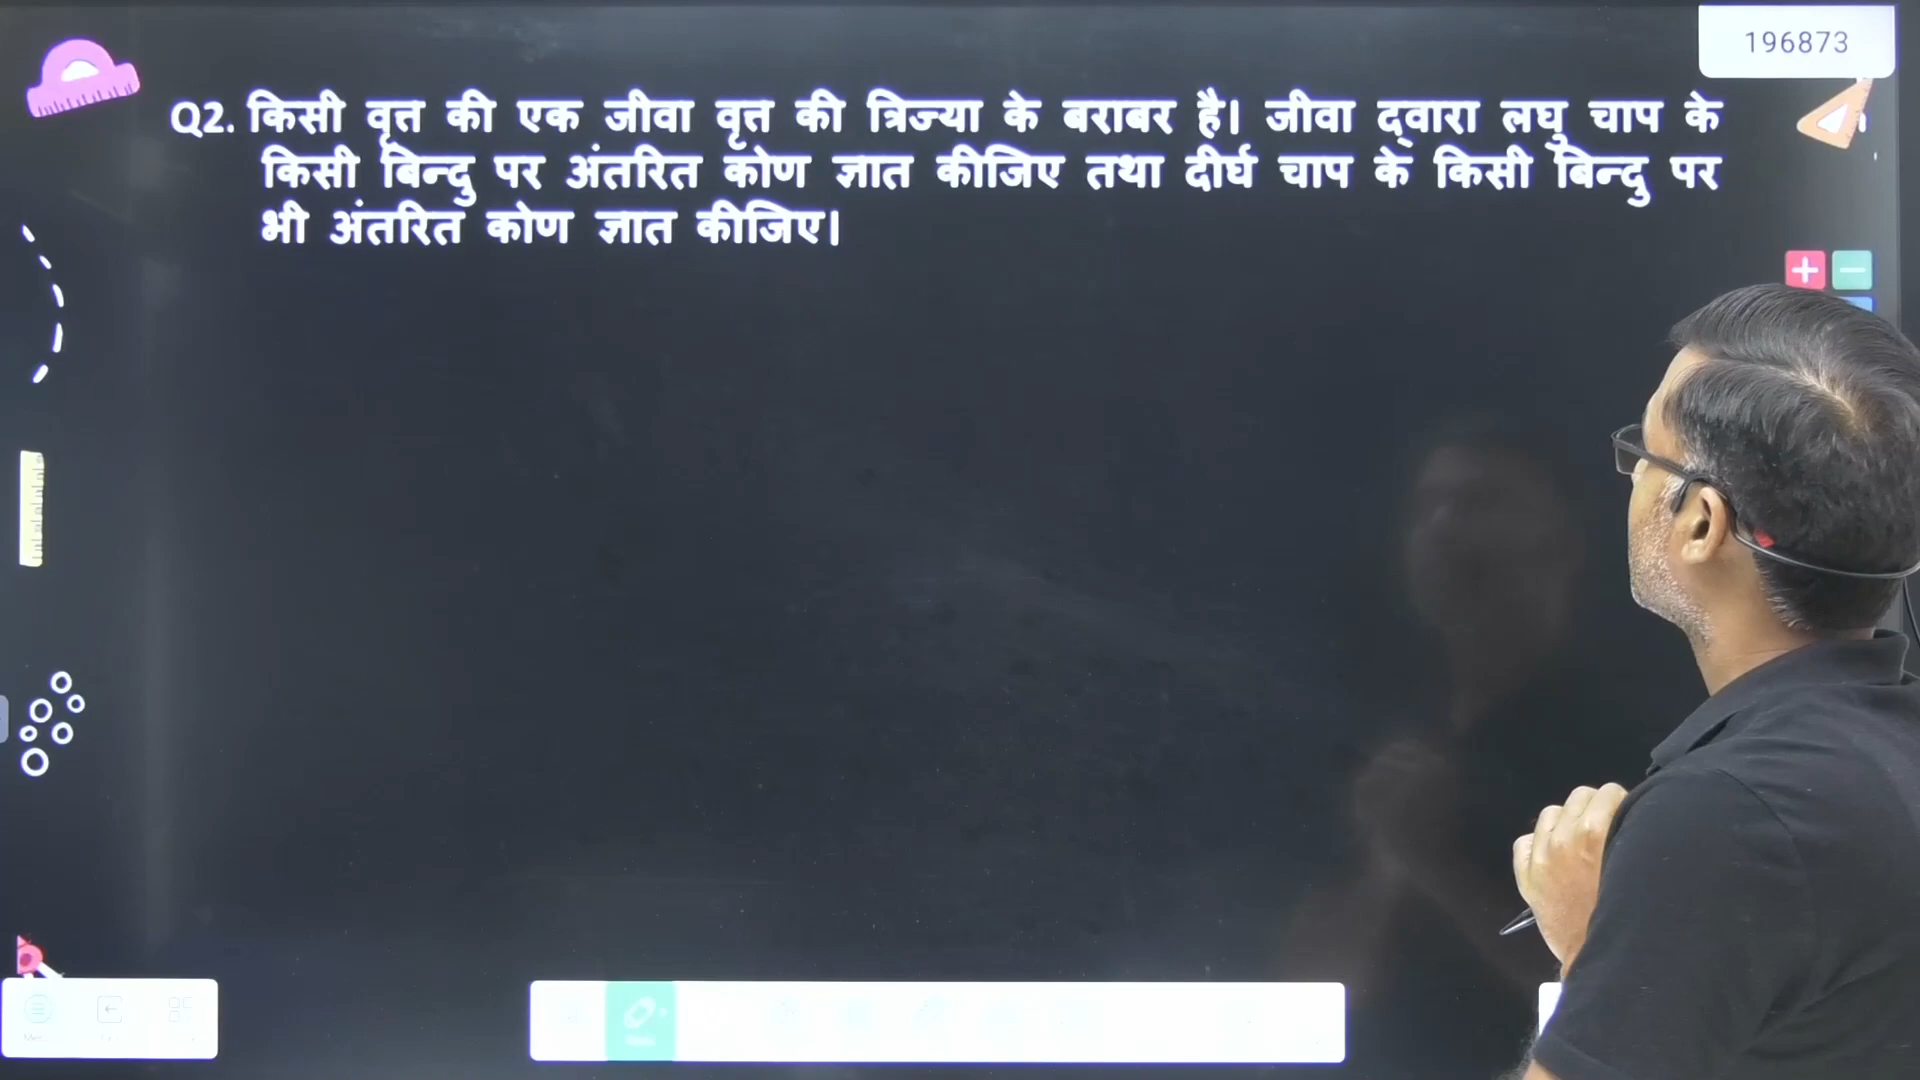 196873
Q2. किसी वृत्त की एक जीवा वृत्त की त्रिज्या के बराबर है। जीवा द्वारा लघु चाप के
किसी बिन्दु पर अंतरित कोण ज्ञात कीजिए तथा दीर्घ चाप के किसी बिन्दु पर
भी अंतरित कोण ज्ञात कीजिए।